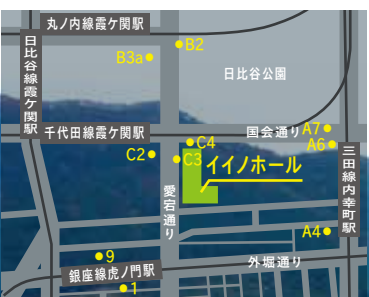 丸ノ内線霞ケ関駅
日比谷線霞ケ関駅
B2
B3a
日比谷公園
千代田線霞ケ関駅
国会通り
A7
A6
C4
C2
C3
イイノホール
三田線内幸町駅
愛宕通り
A4
外堀通り
9
銀座線虎ノ門駅
1